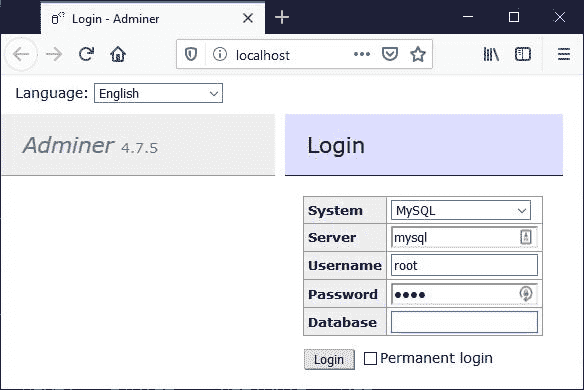 Login - Adminer
localhost
Language: English
Adminer 4.7.5
Login
System MySQL
Server mysql
Username root
Password ●●●●
Database
Login Permanent login